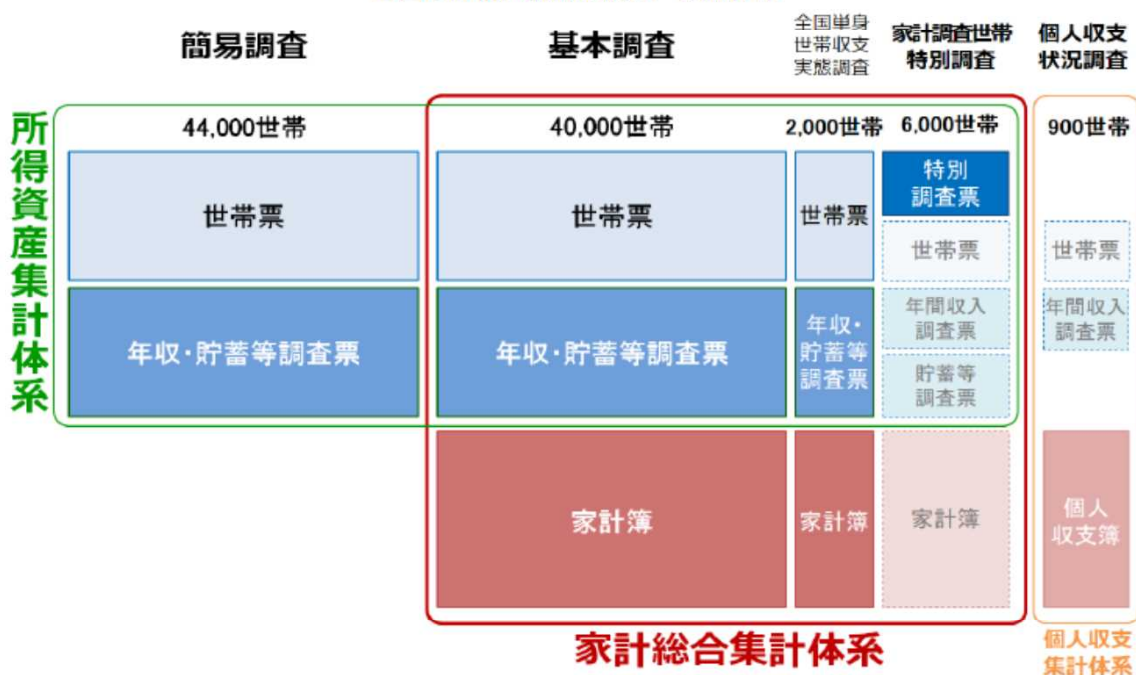 簡易調査
基本調査
全国単身
世帯収支
実態調査
家計調査世帯
特別調査
個人収支
状況調査
所得資産集計体系
44,000世帯
40,000世帯
2,000世帯
6,000世帯
900世帯
世帯票
世帯票
世帯票
特別
調査票
世帯票
世帯票
年収・貯蓄等調査票
年収・貯蓄等調査票
年収・
貯蓄等
調査票
年間収入
調査票
貯蓄等
調査票
年間収入
調査票
家計簿
家計簿
家計簿
個人
収支簿
家計総合集計体系
個人収支
集計体系